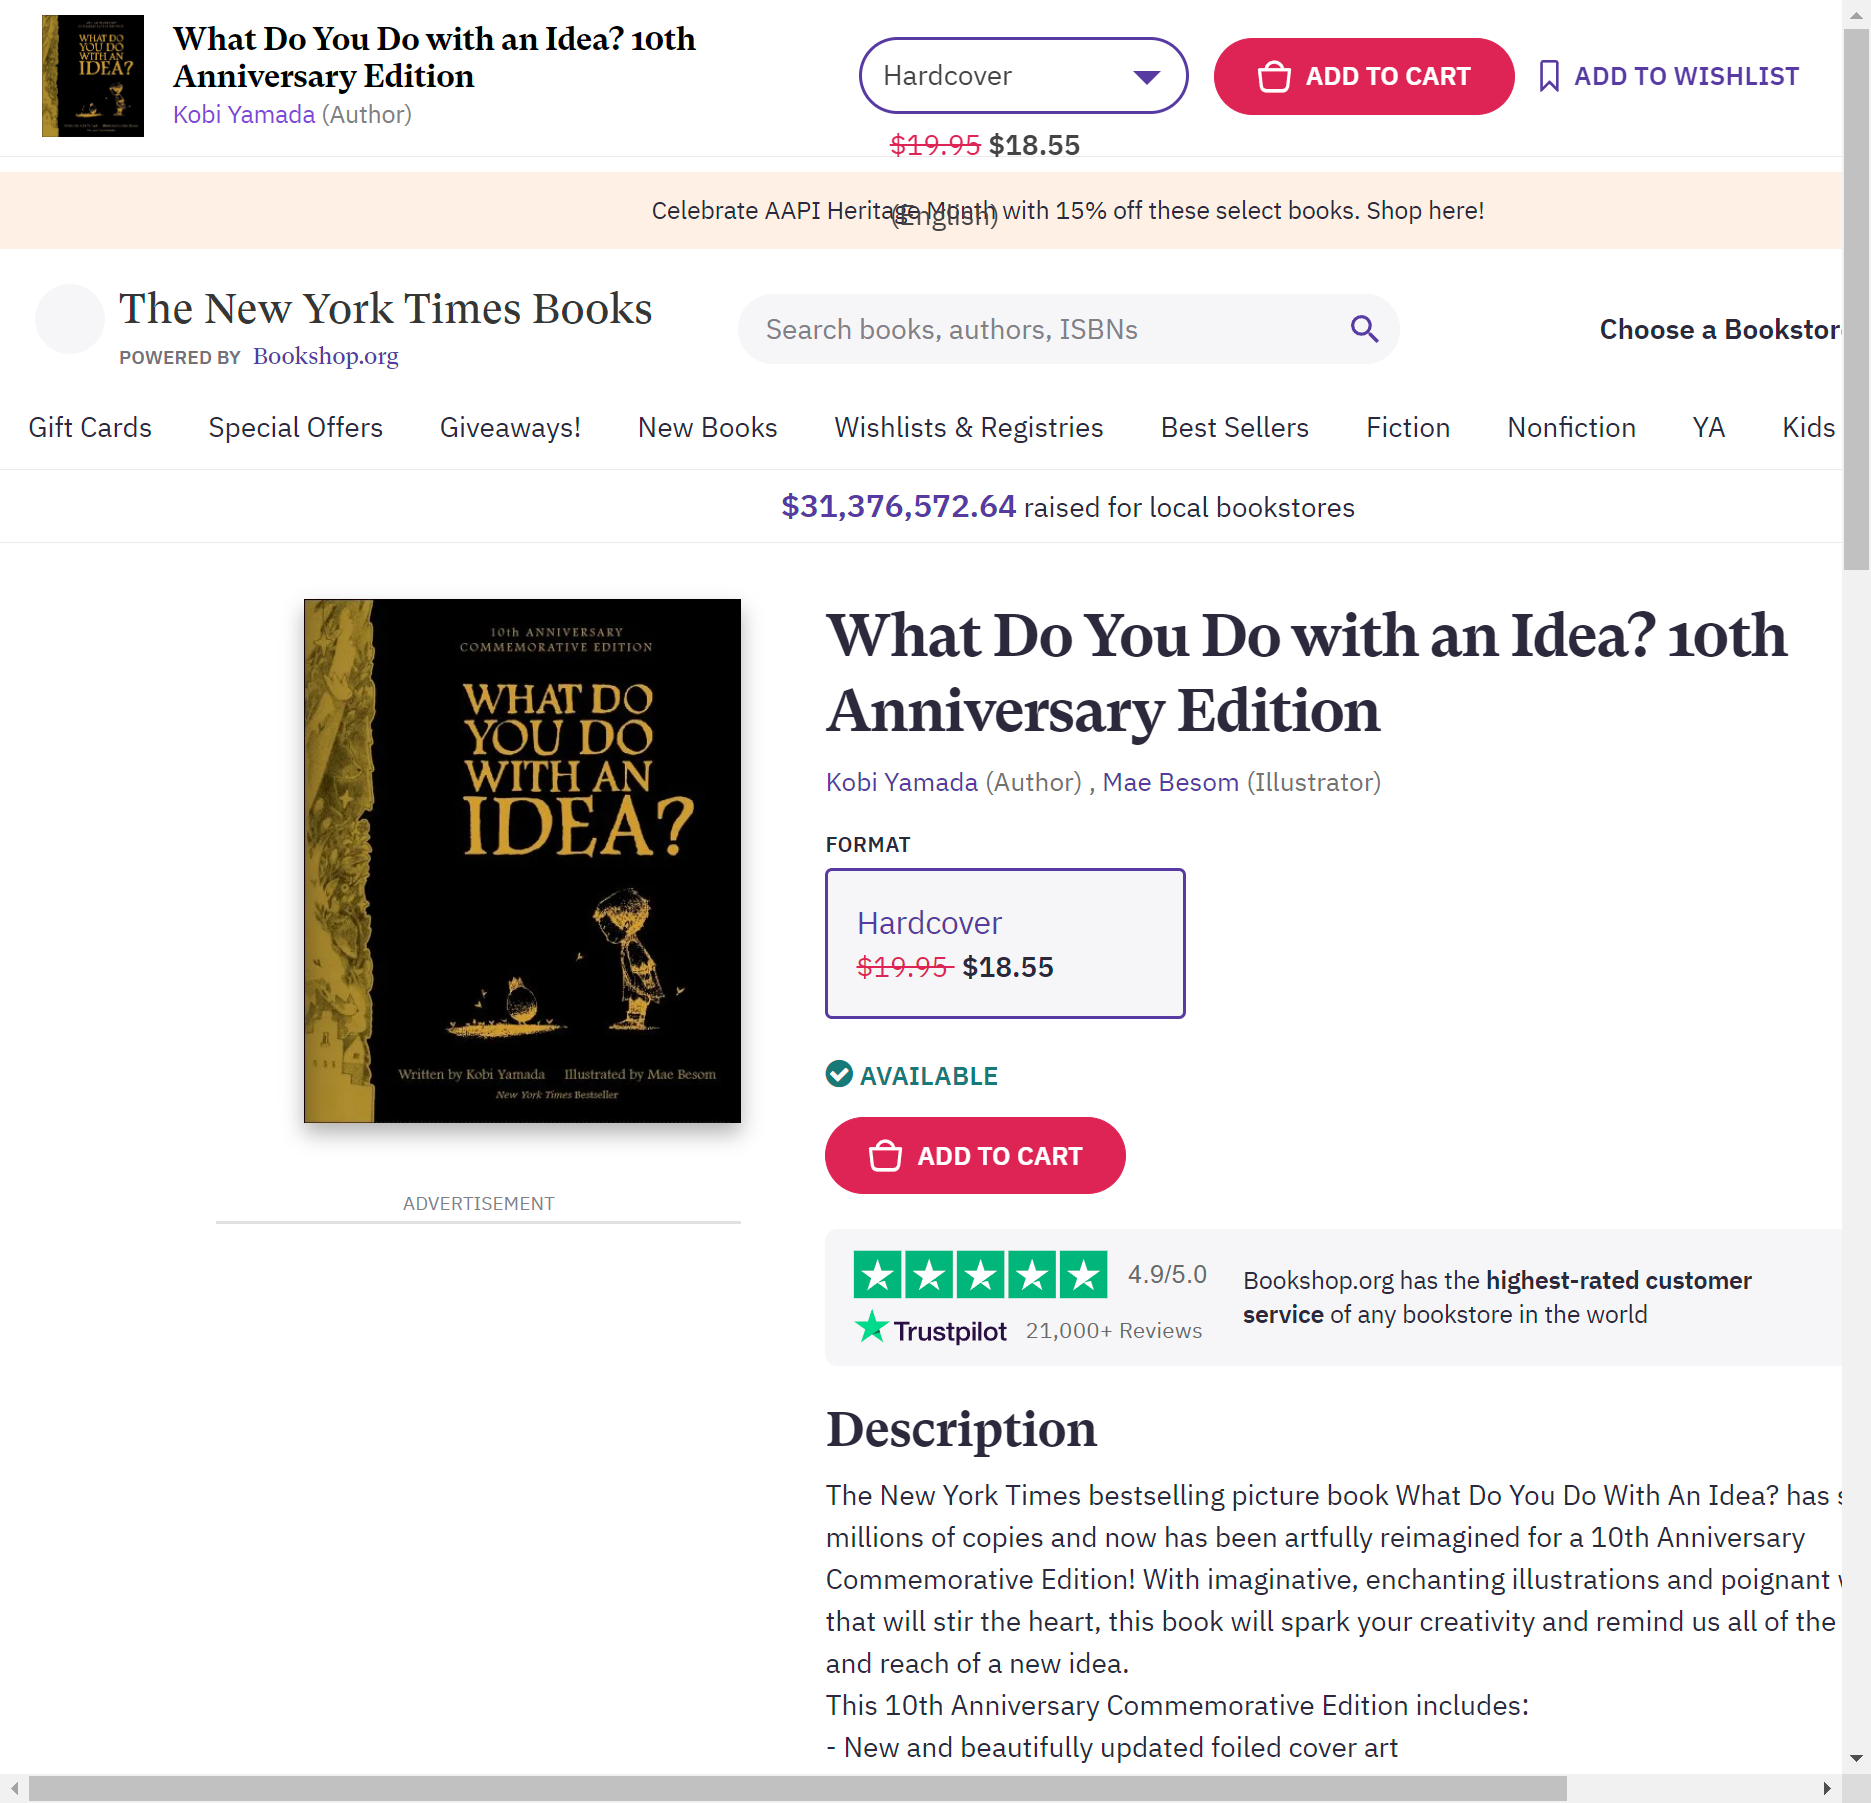 What Do You Do with an Idea? 10th
Anniversary Edition
Kobi Yamada (Author)
Hardcover
ADD TO CART
ADD TO WISHLIST
$19.95 $18.55
(English)
Celebrate AAPI Heritage Month with 15% off these select books. Shop here!
The New York Times Books
POWERED BY Bookshop.org
Search books, authors, ISBNs
Choose a Bookstor
Gift Cards
Special Offers
Giveaways!
New Books
Wishlists & Registries
Best Sellers
Fiction
Nonfiction
YA
Kids
$31,376,572.64 raised for local bookstores
10th ANNIVERSARY
COMMEMORATIVE EDITION
WHAT DO
YOU DO
WITH AN
IDEA?
Written by Kobi Yamada Illustrated by Mae Besom
New York Times Bestseller
ADVERTISEMENT
What Do You Do with an Idea? 10th
Anniversary Edition
Kobi Yamada (Author) , Mae Besom (Illustrator)
FORMAT
Hardcover
$19.95 $18.55
AVAILABLE
ADD TO CART
4.9/5.0
Trustpilot 21,000+ Reviews
Bookshop.org has the highest-rated customer
service of any bookstore in the world
Description
The New York Times bestselling picture book What Do You Do With An Idea? has
millions of copies and now has been artfully reimagined for a 10th Anniversary
Commemorative Edition! With imaginative, enchanting illustrations and poignant
that will stir the heart, this book will spark your creativity and remind us all of the
and reach of a new idea.
This 10th Anniversary Commemorative Edition includes:
- New and beautifully updated foiled cover art